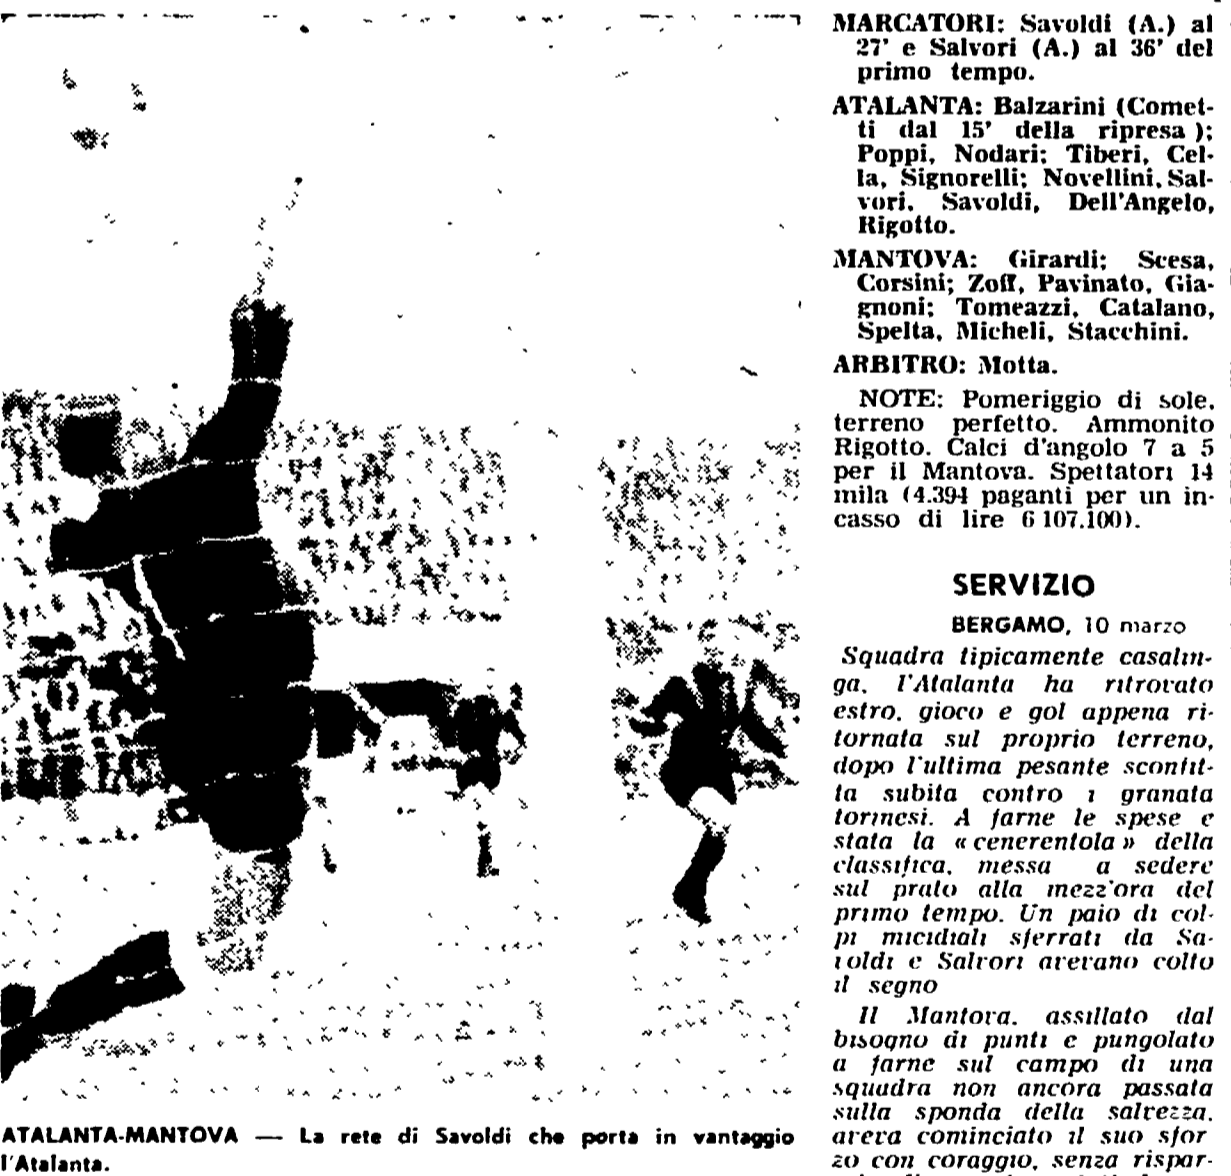 MARCATORI: Savoldi (A.) al
27' e Salvori (A.) al 36' del
primo tempo.
ATALANTA: Balzarini (Comet-
ti dal 15' della ripresa);
Poppi, Nodari; Tiberi, Cel-
la, Signorelli; Novellini, Sal-
vori, Savoldi, Dell'Angelo,
Rigotto.
MANTOVA: Girardi; Scesa,
Corsini; Zoff, Pavinato, Gia-
gnoni; Tomeazzi, Catalano,
Spelta, Micheli, Stacchini.
ARBITRO: Motta.
NOTE: Pomeriggio di sole,
terreno perfetto. Ammonito
Rigotto. Calci d'angolo 7 a 5
per il Mantova. Spettatori 14
mila (4.394 paganti per un in-
casso di lire 6 107.100).
SERVIZIO
BERGAMO, 10 marzo
Squadra tipicamente casalin-
ga, l'Atalanta ha ritrovato
estro, gioco e gol appena ri-
tornata sul proprio terreno,
dopo l'ultima pesante sconfit-
ta subita contro i granata
torinesi. A farne le spese e
stata la « cenerentola » della
classifica, messa a sedere
sul prato alla mezz'ora del
primo tempo. Un paio di col-
pi micidiali sferrati da Sa-
voldi e Salvori avevano colto
il segno
Il Mantova, assillato dal
bisogno di punti e pungolato
a farne sul campo di una
squadra non ancora passata
sulla sponda della salvezza,
aveva cominciato il suo sfor
zo con coraggio, senza rispar-
ATALANTA-MANTOVA — La rete di Savoldi che porta in vantaggio
l'Atalanta.